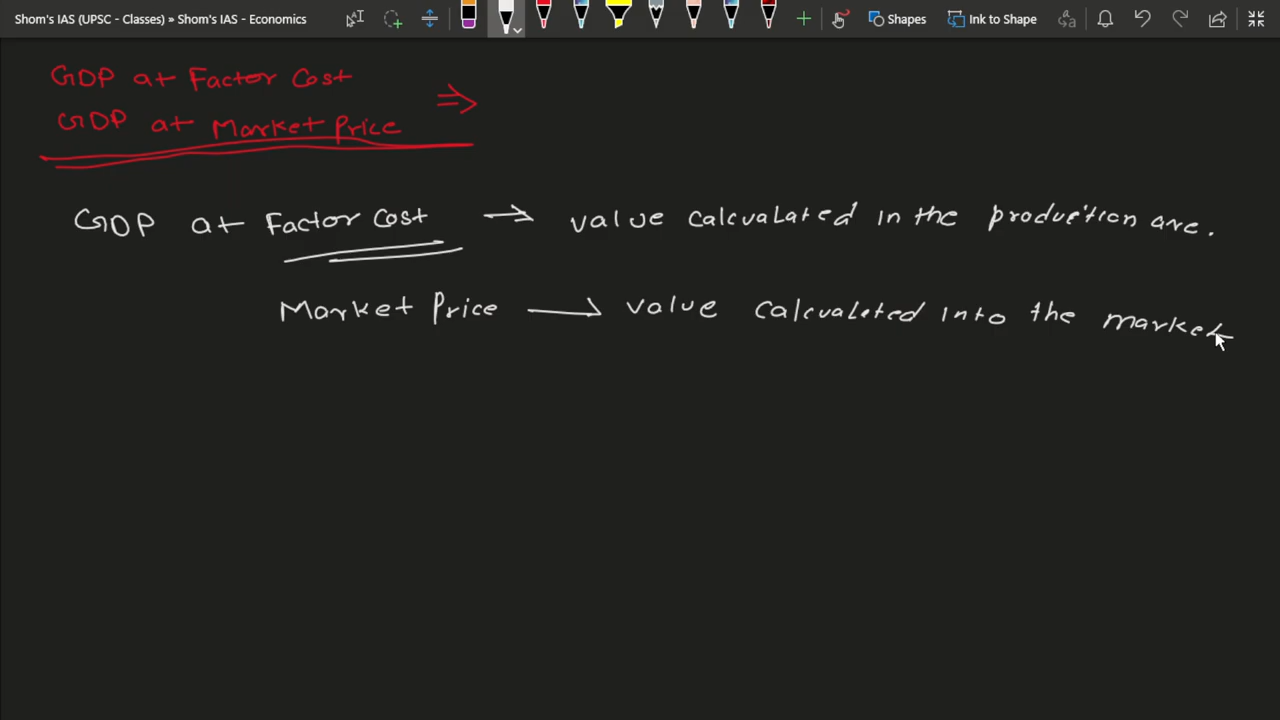 Shom's IAS (UPSC - Classes) » Shom's IAS - Economics
Shapes
Ink to Shape
GDP at Factor Cost
GDP at Market Price ⇒
GDP at Factor Cost → value calculated in the production are.
Market Price → value calculated into the market